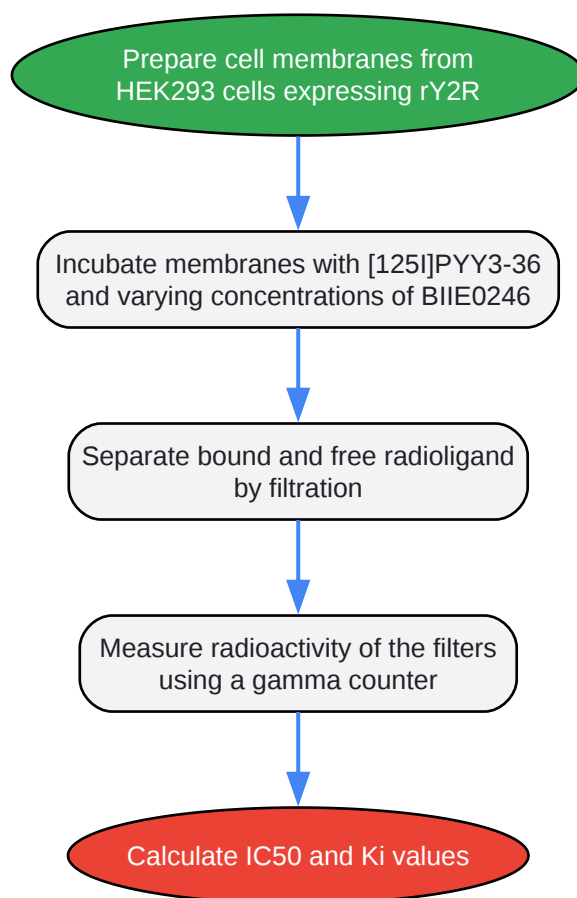 Prepare cell membranes from
HEK293 cells expressing rY2R
Incubate membranes with [125I]PYY3-36
and varying concentrations of BIIE0246
Separate bound and free radioligand
by filtration
Measure radioactivity of the filters
using a gamma counter
Calculate IC50 and Ki values